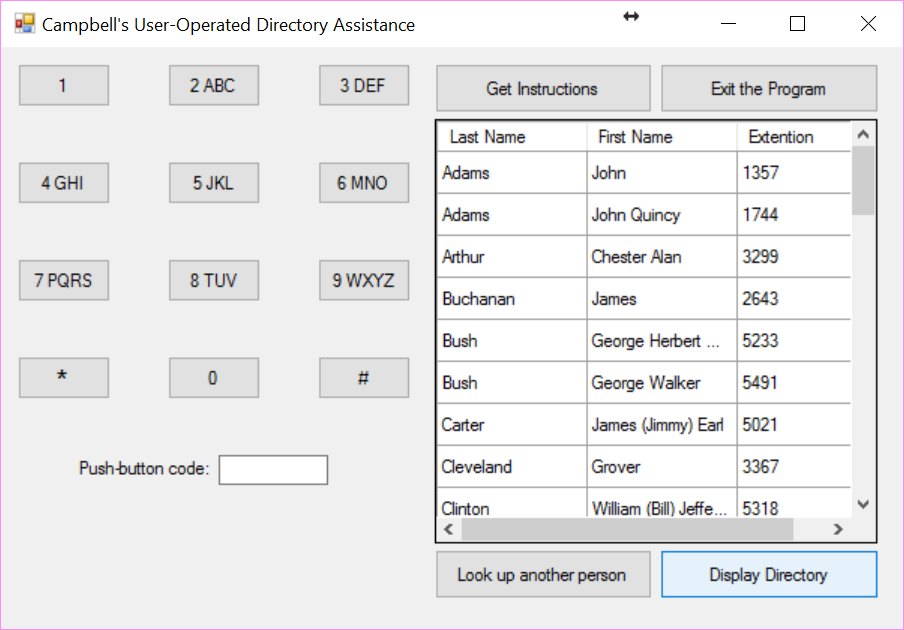 Campbell's User-Operated Directory Assistance
1 2 ABC 3 DEF
4 GHI 5 JKL 6 MNO
7 PQRS 8 TUV 9 WXYZ
* 0 #
Push-button code:
Get Instructions Exit the Program
Last Name First Name Extention
Adams John 1357
Adams John Quincy 1744
Arthur Chester Alan 3299
Buchanan James 2643
Bush George Herbert ... 5233
Bush George Walker 5491
Carter James (Jimmy) Earl 5021
Cleveland Grover 3367
Clinton William (Bill) Jeffe... 5318
Look up another person Display Directory